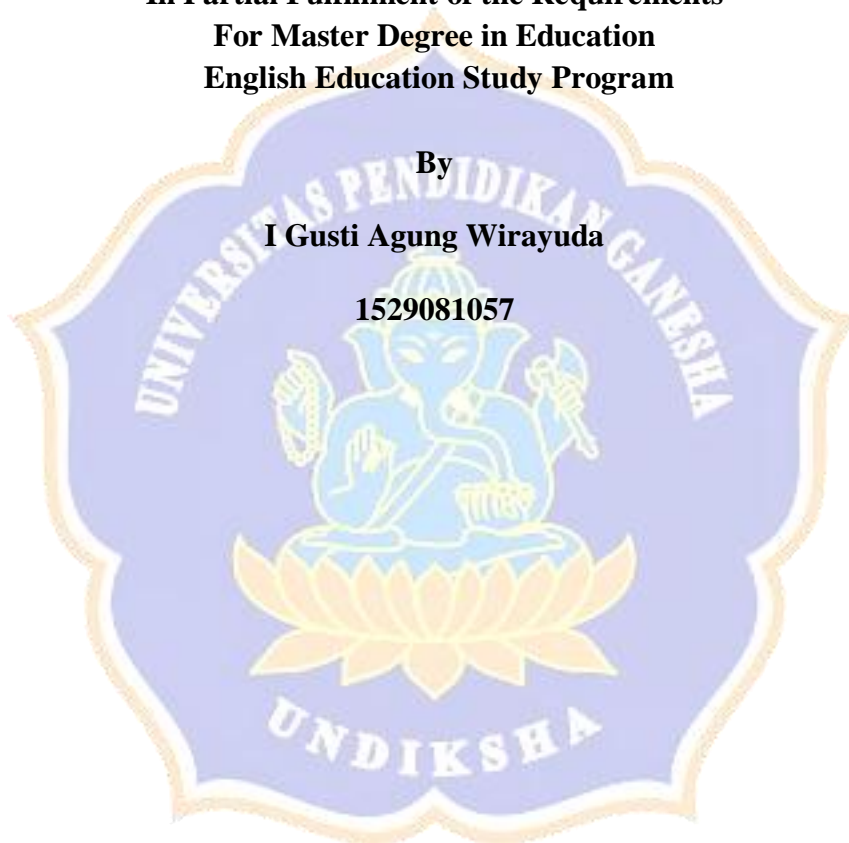 In Partial Fulfillment of the Requirements
For Master Degree in Education
English Education Study Program
By
I Gusti Agung Wirayuda
1529081057
UNIVERSITAS PENDIDIKAN GANESHA
UNDIKSHA